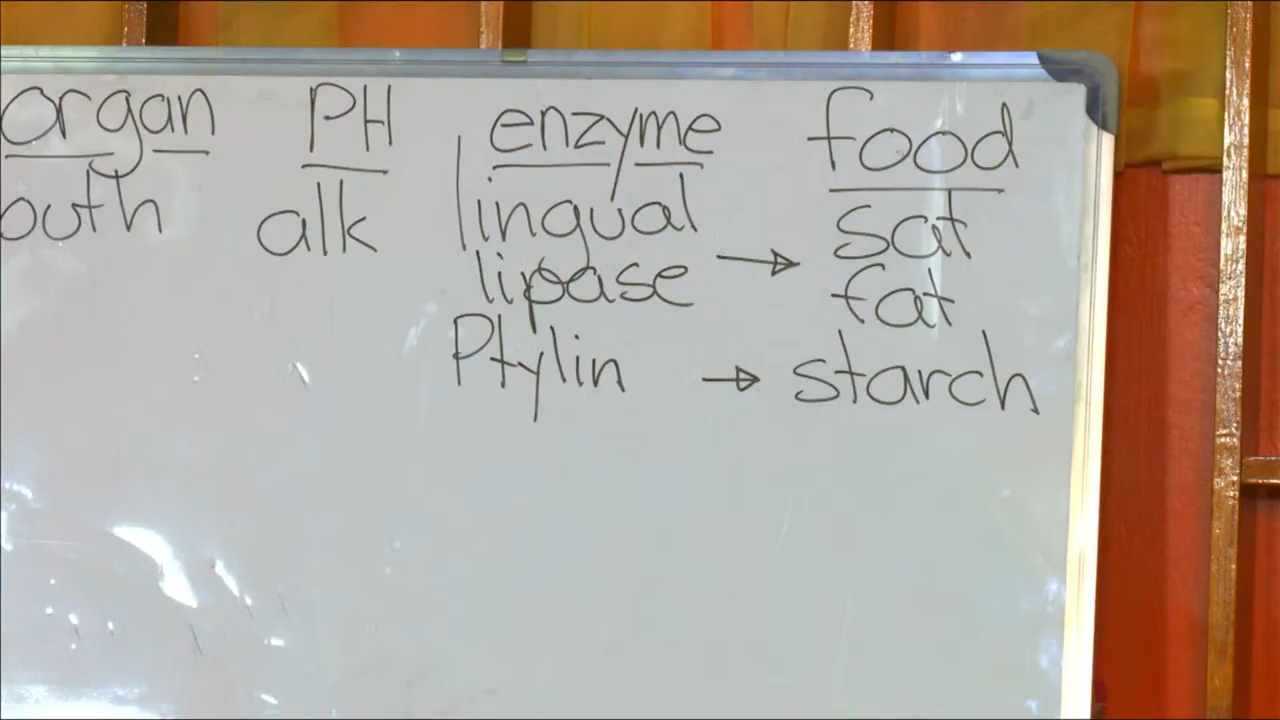 organ PH enzyme food
outh alk lingual sat
lipase → fat
Ptylin → starch